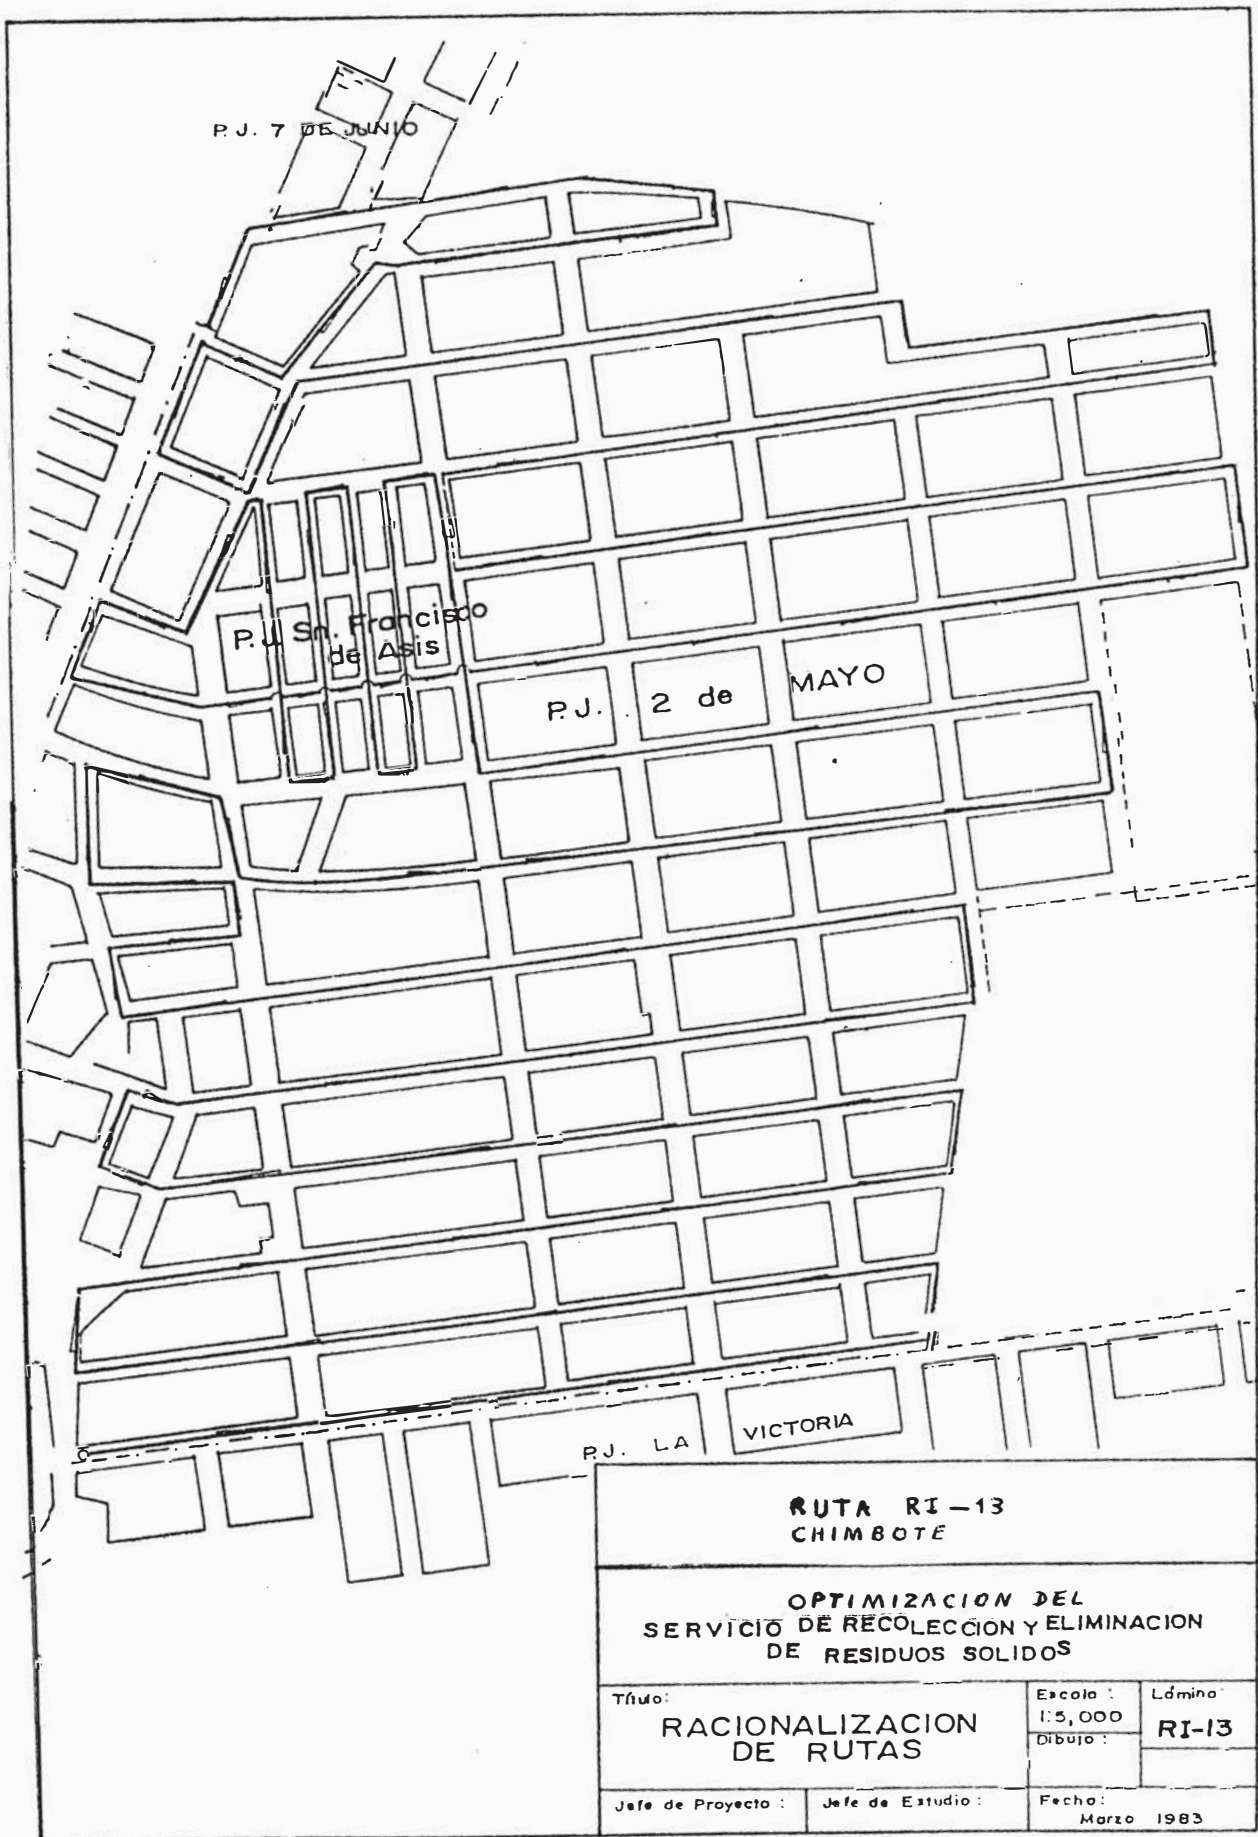 P.J. 7 DE JUNIO
P.J. Sn. Francisco
de Asis
P.J. 2 de MAYO
P.J. LA VICTORIA
RUTA RI-13
CHIMBOTE
OPTIMIZACION DEL
SERVICIO DE RECOLECCION Y ELIMINACION
DE RESIDUOS SOLIDOS
Título:
RACIONALIZACION
DE RUTAS
Escala:
1:5,000
Dibujo:
Lámina
RI-13
Jefe de Proyecto:
Jefe de Estudio:
Fecha:
Marzo 1983